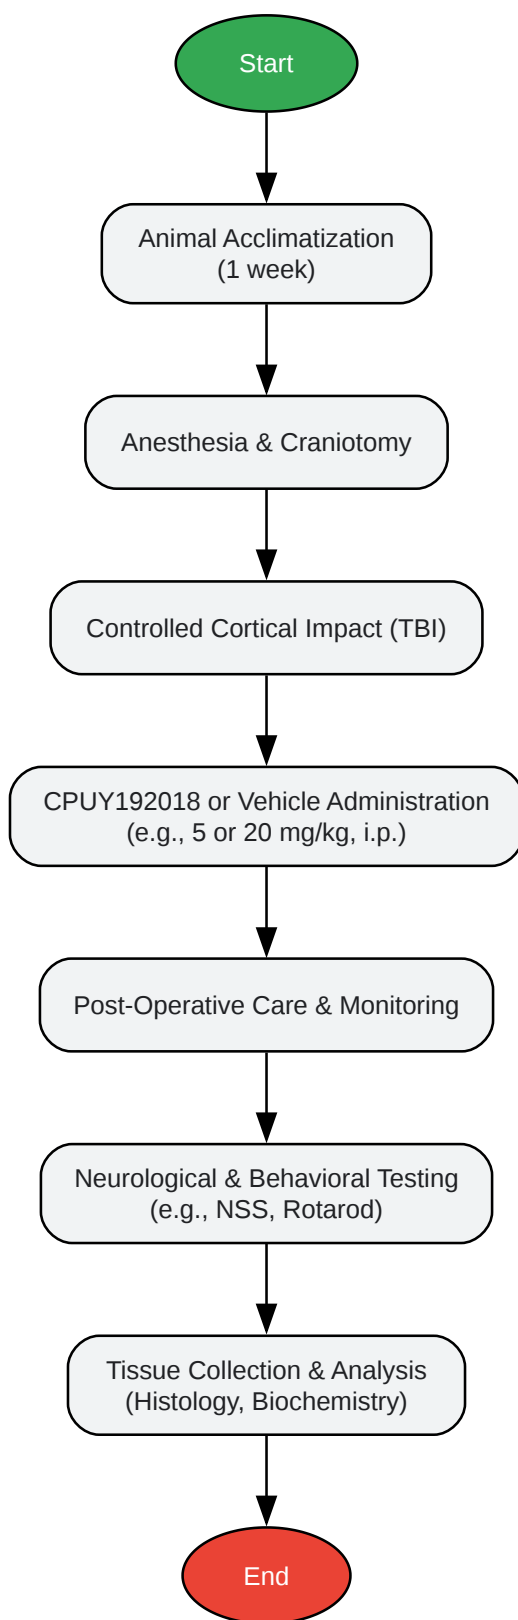 Start
Animal Acclimatization
(1 week)
Anesthesia & Craniotomy
Controlled Cortical Impact (TBI)
CPUY192018 or Vehicle Administration
(e.g., 5 or 20 mg/kg, i.p.)
Post-Operative Care & Monitoring
Neurological & Behavioral Testing
(e.g., NSS, Rotarod)
Tissue Collection & Analysis
(Histology, Biochemistry)
End